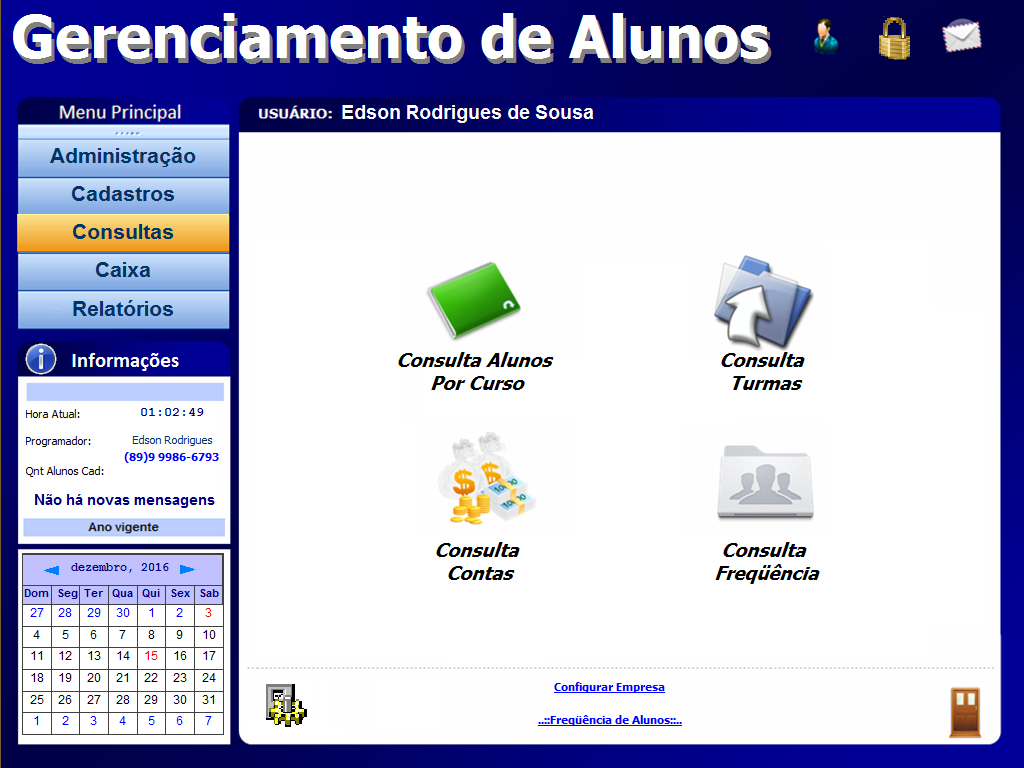 Gerenciamento de Alunos
Menu Principal
Administração
Cadastros
Consultas
Caixa
Relatórios
Informações
Hora Atual: 01:02:49
Programador: Edson Rodrigues
(89)9 9986-6793
Qnt Alunos Cad:
Não há novas mensagens
Ano vigente
dezembro, 2016
Dom Seg Ter Qua Qui Sex Sab
27 28 29 30 1 2 3
4 5 6 7 8 9 10
11 12 13 14 15 16 17
18 19 20 21 22 23 24
25 26 27 28 29 30 31
1 2 3 4 5 6 7
USUÁRIO: Edson Rodrigues de Sousa
Consulta Alunos
Por Curso
Consulta
Turmas
Consulta
Contas
Consulta
Freqüência
Configurar Empresa
..::Freqüência de Alunos::..